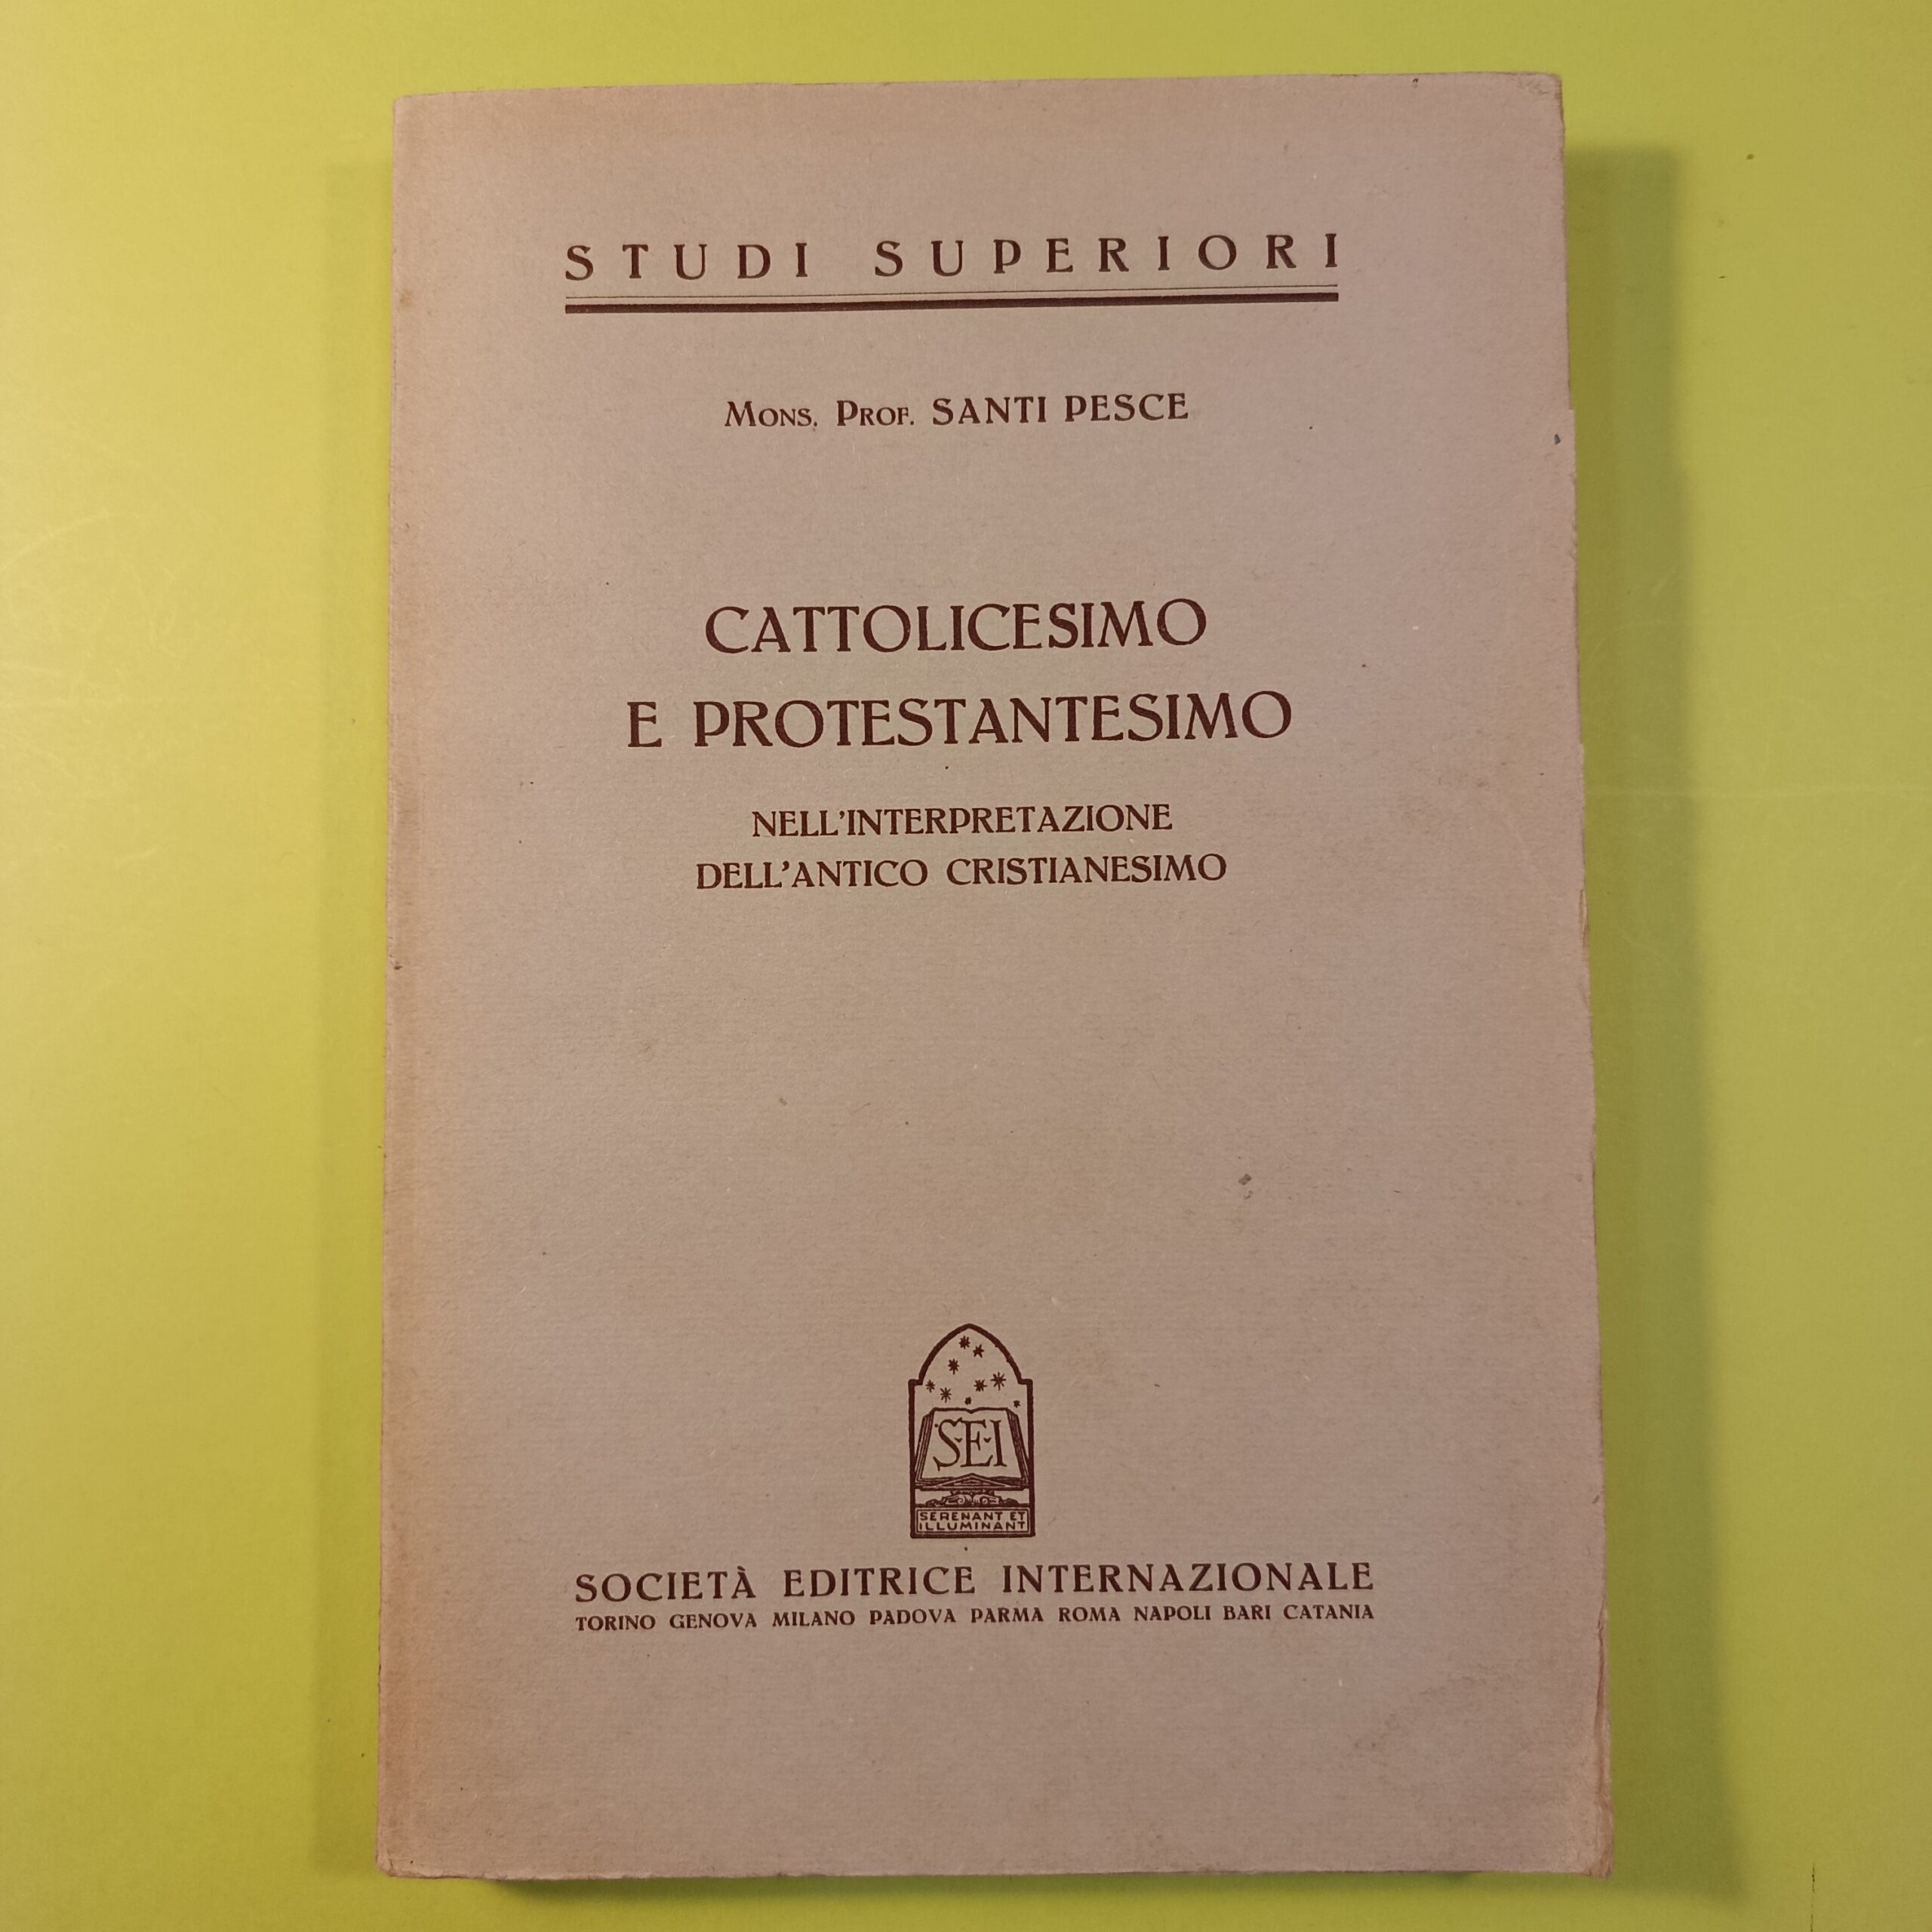 STUDI SUPERIORI
MONS. PROF. SANTI PESCE
CATTOLICESIMO
E PROTESTANTESIMO
NELL'INTERPRETAZIONE
DELL'ANTICO CRISTIANESIMO
S·E·I
SERENANT ET
ILLUMINANT
SOCIETÀ EDITRICE INTERNAZIONALE
TORINO GENOVA MILANO PADOVA PARMA ROMA NAPOLI BARI CATANIA